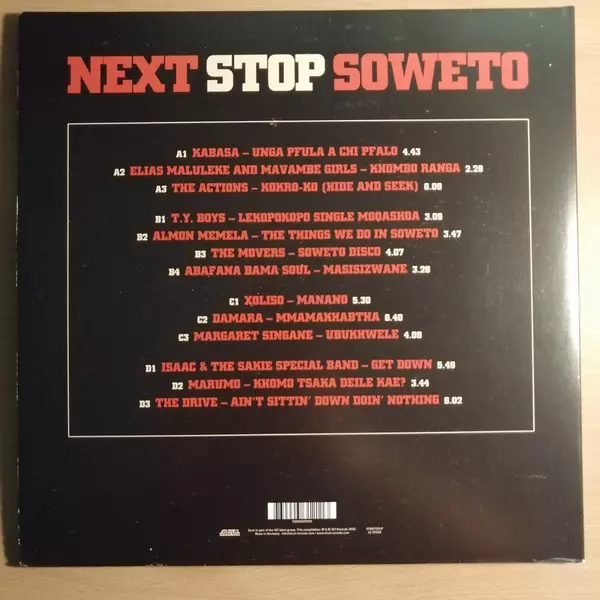 NEXT STOP SOWETO
A1 KABASA – UNGA PFULA A CHI PFALO 4.43
A2 ELIAS MALULEKE AND MAVAMBE GIRLS – KHOMBO RANGA 2.29
A3 THE ACTIONS – KOKRO-KO (HIDE AND SEEK) 6.09
B1 T.Y. BOYS – LEKOPOKOPO SINGLE MOQASHOA 3.05
B2 ALMON MEMELA – THE THINGS WE DO IN SOWETO 3.47
B3 THE MOVERS – SOWETO DISCO 4.07
B4 ABAFANA BAMA SOUL – MASISIZWANE 3.28
C1 XOLISO – MANANO 5.30
C2 DAMARA – MMAMAKHABTHA 6.40
C3 MARGARET SINGANE – UBUKHWELE 4.09
D1 ISAAC & THE SAKIE SPECIAL BAND – GET DOWN 5.49
D2 MARUMO – KHOMO TSAKA DEILE KAE? 3.44
D3 THE DRIVE – AIN'T SITTIN' DOWN DOIN' NOTHING 6.02